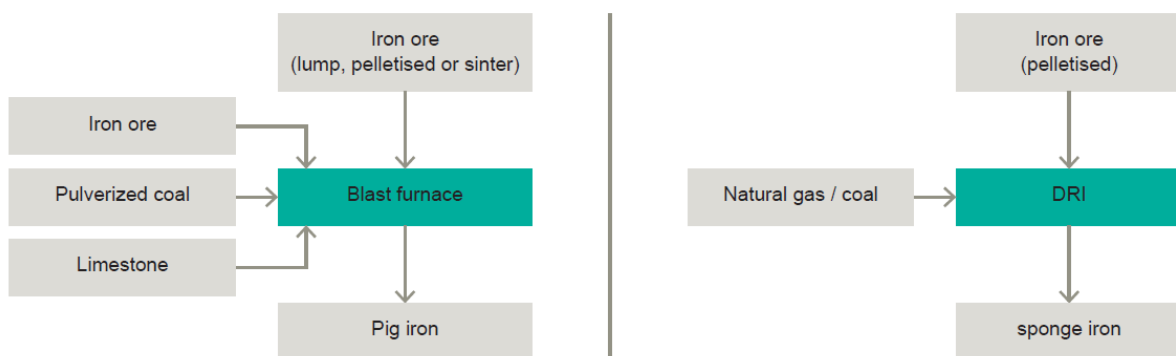 Iron ore
(lump, pelletised or sinter)
Iron ore
Pulverized coal
Blast furnace
Limestone
Pig iron
Iron ore
(pelletised)
Natural gas / coal
DRI
sponge iron